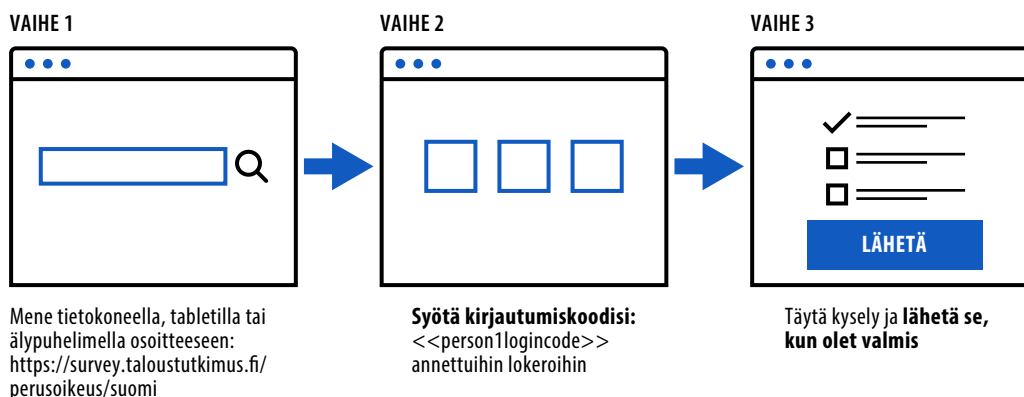 VAIHE 1
Mene tietokoneella, tabletilla tai
älypuhelimella osoitteeseen:
https://survey.taloustutkimus.fi/
perusoikeus/suomi
VAIHE 2
Syötä kirjautumiskoodisi:
<<person1logincode>>
annettuihin lokeroihin
VAIHE 3
LÄHETÄ
Täytä kysely ja lähetä se,
kun olet valmis